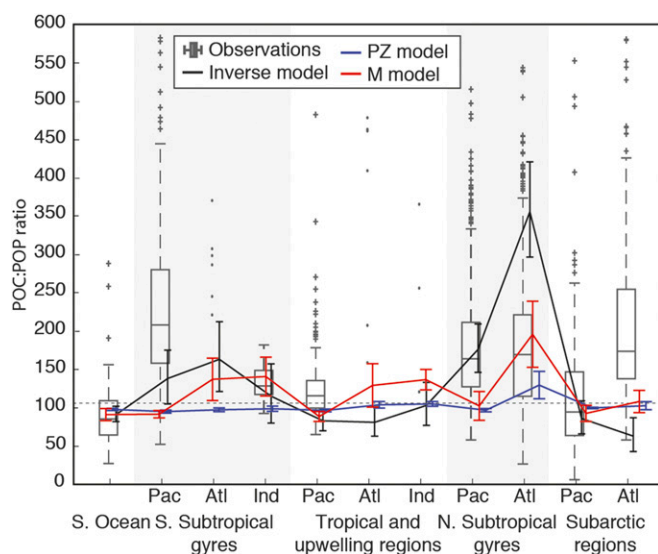 600
Observations
PZ model
Inverse model
M model
550
500
450
400
350
300
250
200
150
100
50
0
POC:POP ratio
Pac Atl Ind Pac Atl Ind Pac Atl Pac Atl
S. Ocean S. Subtropical Tropical and N. Subtropical Subarctic
gyres upwelling regions gyres regions